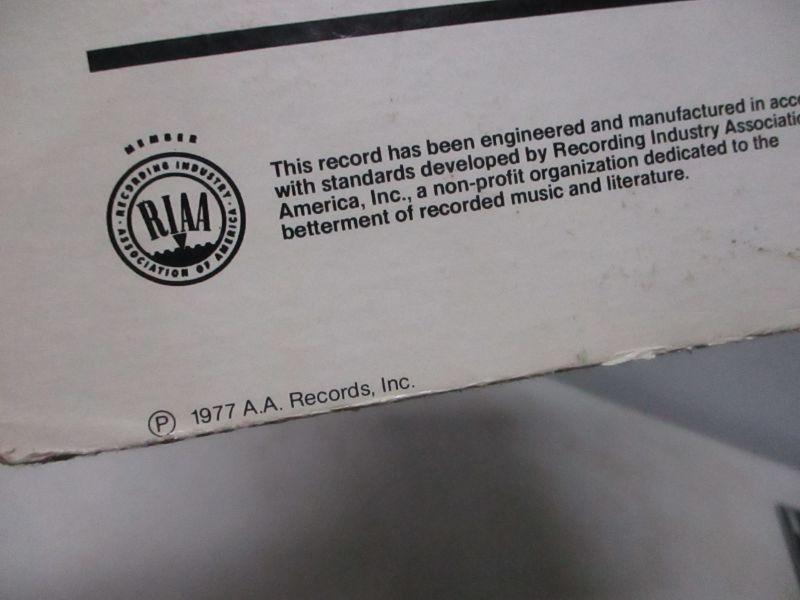 MEMBER
RECORDING INDUSTRY
ASSOCIATION OF AMERICA
RIAA
This record has been engineered and manufactured in
with standards developed by Recording Industry
America, Inc., a non-profit organization dedicated to the
betterment of recorded music and literature.
Ⓟ 1977 A.A. Records, Inc.